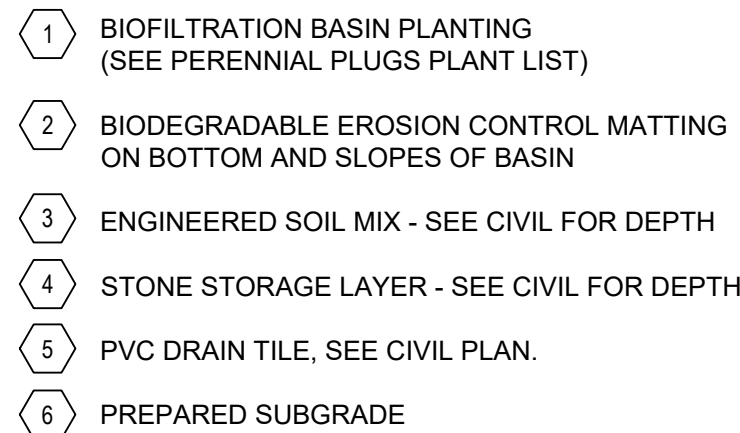 1 BIOFILTRATION BASIN PLANTING
(SEE PERENNIAL PLUGS PLANT LIST)
2 BIODEGRADABLE EROSION CONTROL MATTING
ON BOTTOM AND SLOPES OF BASIN
3 ENGINEERED SOIL MIX - SEE CIVIL FOR DEPTH
4 STONE STORAGE LAYER - SEE CIVIL FOR DEPTH
5 PVC DRAIN TILE, SEE CIVIL PLAN.
6 PREPARED SUBGRADE